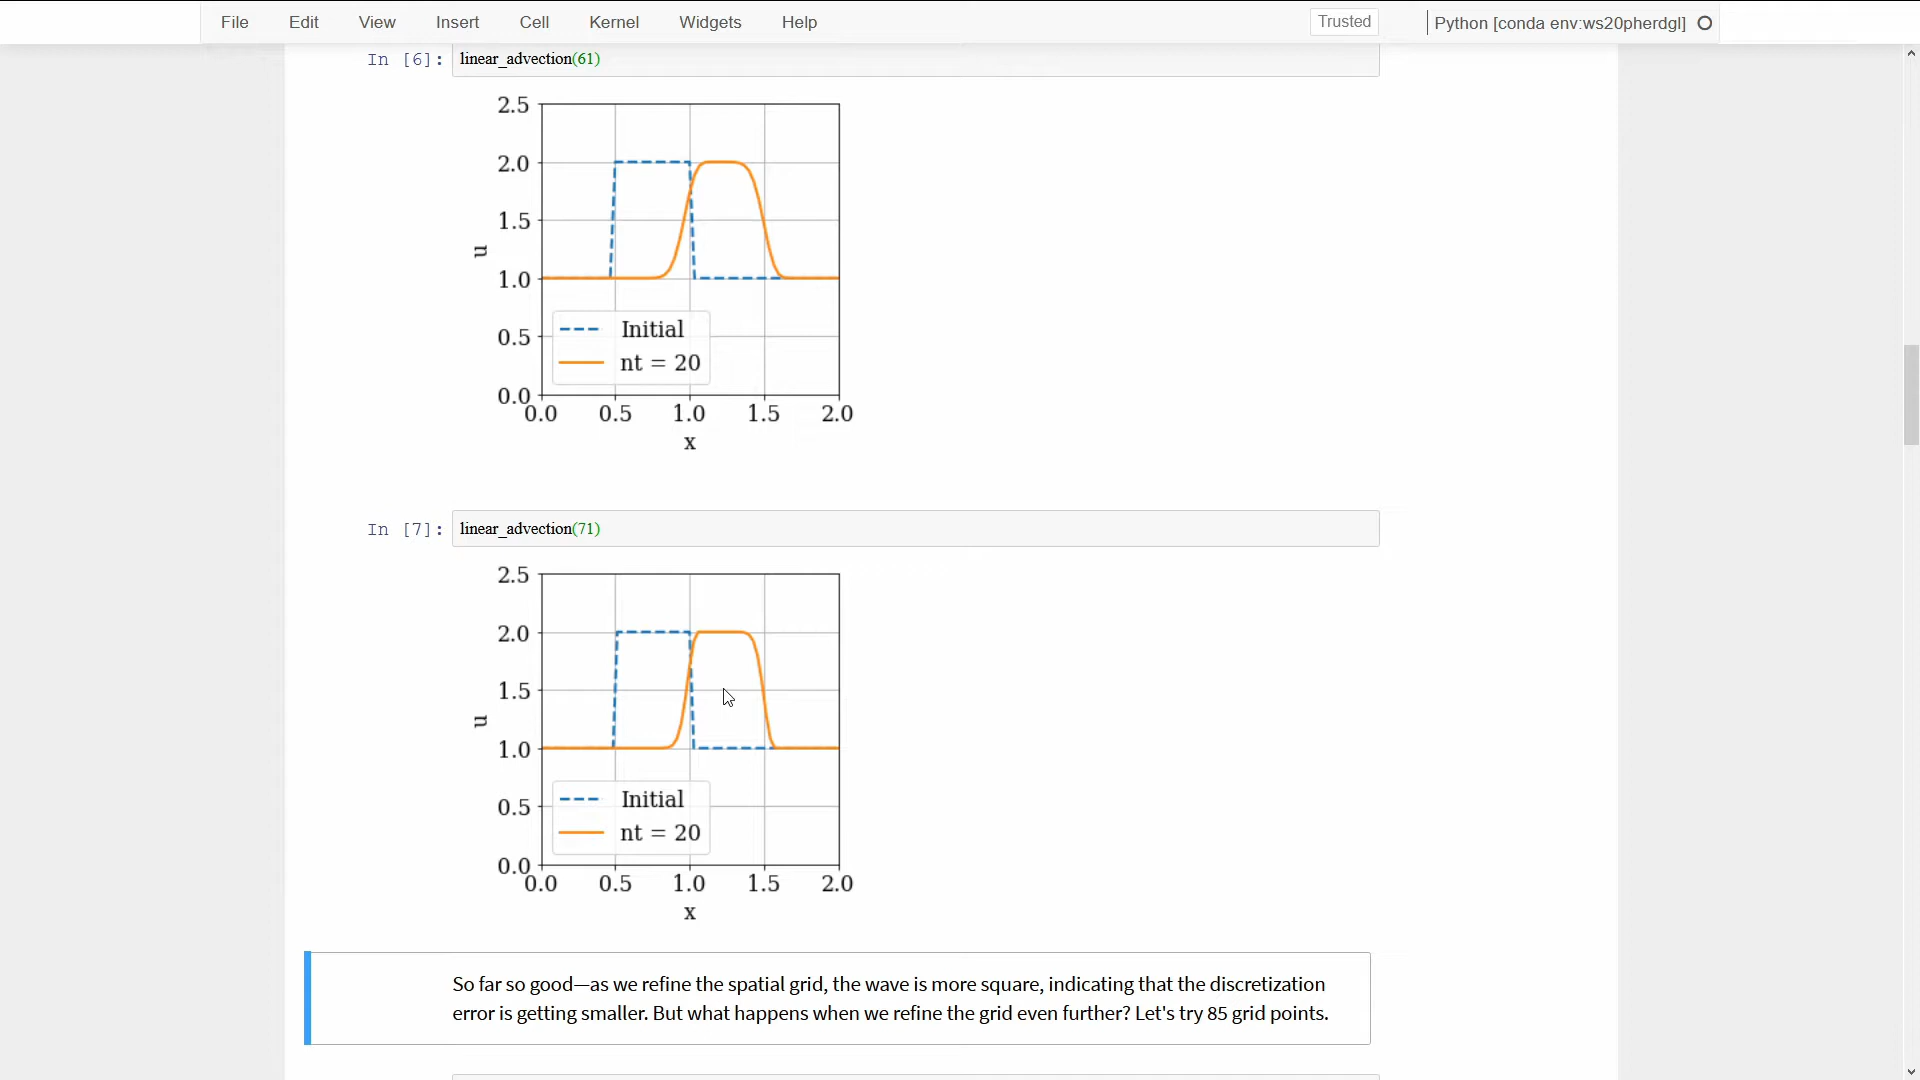 File Edit View Insert Cell Kernel Widgets Help Trusted Python [conda env:ws20pherdgl]
In [6]: linear_advection(61)
2.5
2.0
1.5
1.0
0.5
0.0
u
Initial
nt = 20
0.0 0.5 1.0 1.5 2.0
x
In [7]: linear_advection(71)
2.5
2.0
1.5
1.0
0.5
0.0
u
Initial
nt = 20
0.0 0.5 1.0 1.5 2.0
x
So far so good—as we refine the spatial grid, the wave is more square, indicating that the discretization
error is getting smaller. But what happens when we refine the grid even further? Let's try 85 grid points.